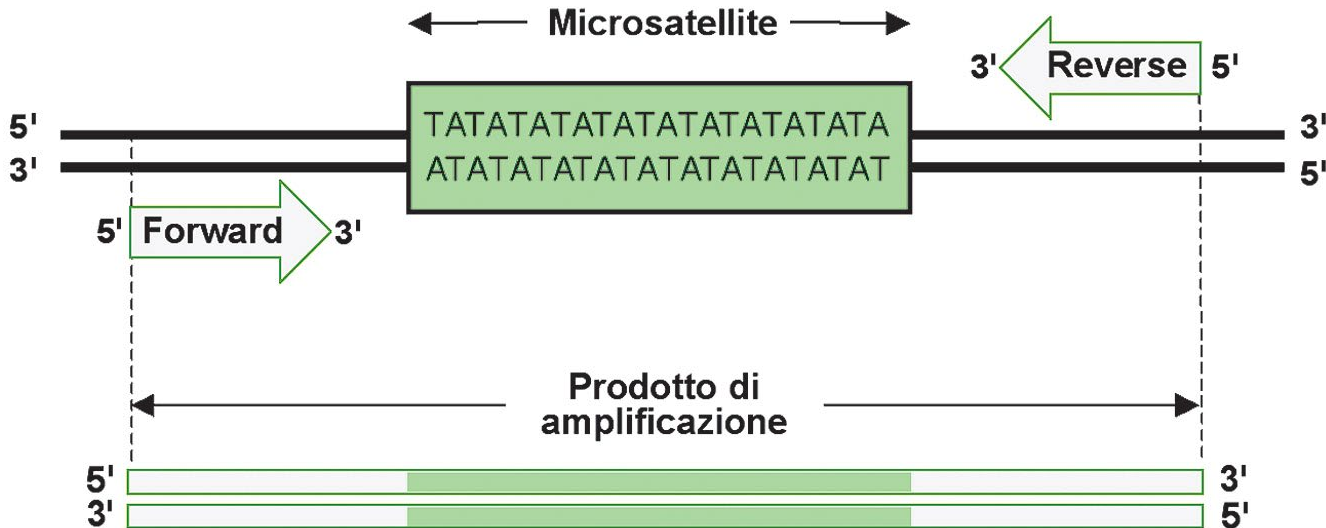 Microsatellite
3' Reverse 5'
5' TATATATATATATATATATATA 3'
3' ATATATATATATATATATATAT 5'
5' Forward 3'
Prodotto di
amplificazione
5' 3'
3' 5'